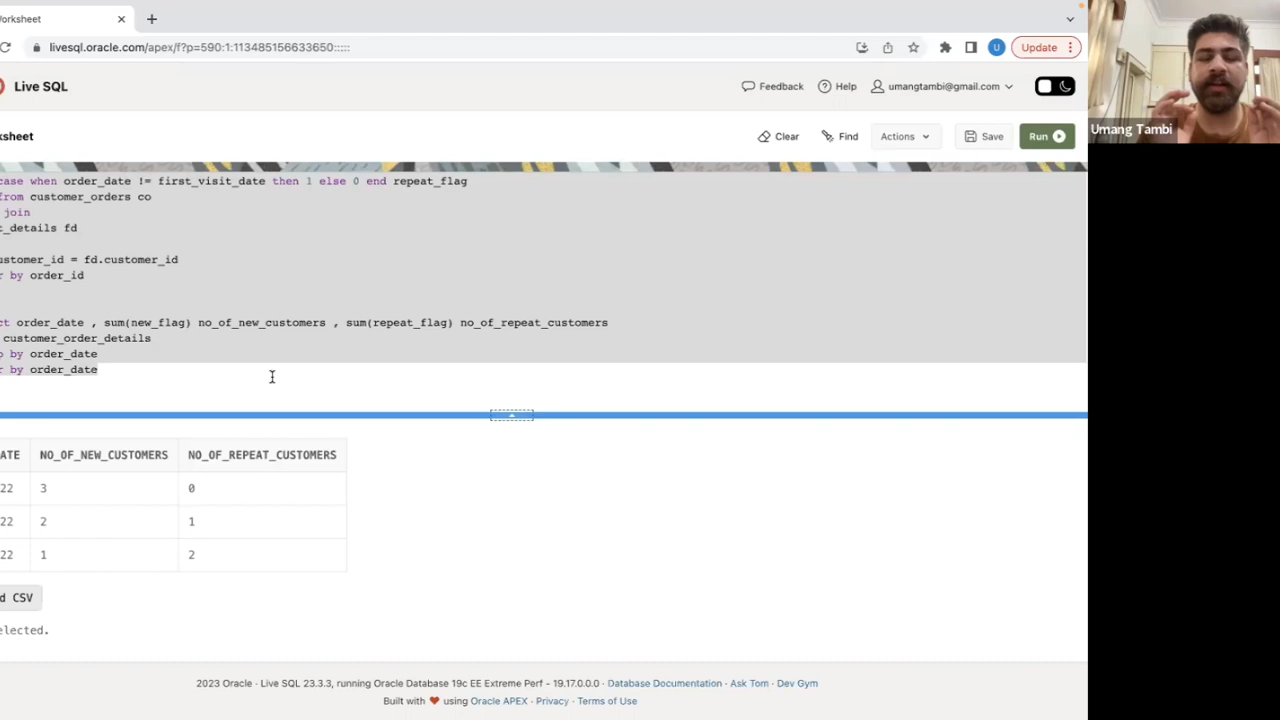 orksheet
livesql.oracle.com/apex/f?p=590:1:113485156633650:::::
U
Update
Live SQL
Feedback
Help
umangtambi@gmail.com
ksheet
Clear
Find
Actions
Save
Run
Umang Tambi
case when order_date != first_visit_date then 1 else 0 end repeat_flag
from customer_orders co
join
t_details fd
ustomer_id = fd.customer_id
r by order_id
ct order_date , sum(new_flag) no_of_new_customers , sum(repeat_flag) no_of_repeat_customers
customer_order_details
p by order_date
r by order_date
ATE NO_OF_NEW_CUSTOMERS NO_OF_REPEAT_CUSTOMERS
22 3 0
22 2 1
22 1 2
d CSV
elected.
2023 Oracle · Live SQL 23.3.3, running Oracle Database 19c EE Extreme Perf - 19.17.0.0.0 · Database Documentation · Ask Tom · Dev Gym
Built with ❤ using Oracle APEX · Privacy · Terms of Use